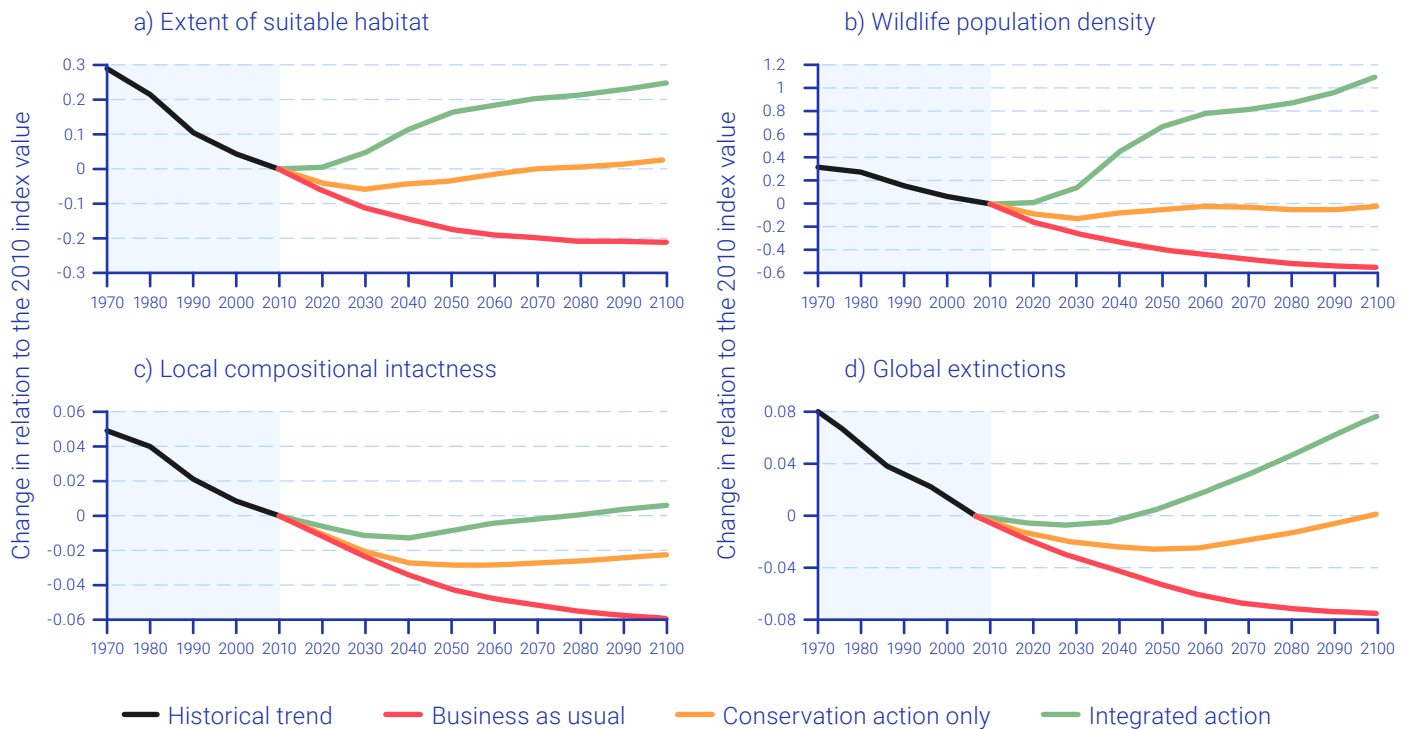 a) Extent of suitable habitat
b) Wildlife population density
Change in relation to the 2010 index value
0.3
0.2
0.1
0
-0.1
-0.2
-0.3
1970 1980 1990 2000 2010 2020 2030 2040 2050 2060 2070 2080 2090 2100
Change in relation to the 2010 index value
1.2
1
0.8
0.6
0.4
0.2
0
-0.2
-0.4
-0.6
1970 1980 1990 2000 2010 2020 2030 2040 2050 2060 2070 2080 2090 2100
c) Local compositional intactness
d) Global extinctions
0.06
0.04
0.02
0
-0.02
-0.04
-0.06
1970 1980 1990 2000 2010 2020 2030 2040 2050 2060 2070 2080 2090 2100
0.08
0.04
0
-0.04
-0.08
1970 1980 1990 2000 2010 2020 2030 2040 2050 2060 2070 2080 2090 2100
Historical trend Business as usual Conservation action only Integrated action